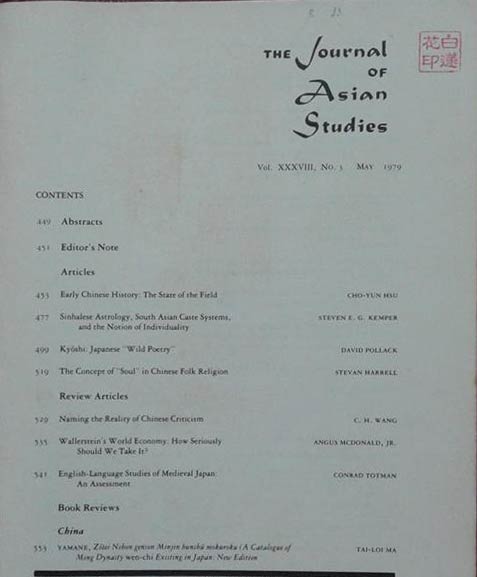 THE Journal
OF
Asian
Studies
白蓮
花印
Vol. XXXVIII, No. 3 May 1979
CONTENTS
449 Abstracts
451 Editor's Note
Articles
453 Early Chinese History: The State of the Field CHO-YUN HSU
477 Sinhalese Astrology, South Asian Caste Systems, STEVEN E. G. KEMPER
and the Notion of Individuality
499 Kyōshi: Japanese "Wild Poetry" DAVID POLLACK
519 The Concept of "Soul" in Chinese Folk Religion STEVAN HARRELL
Review Articles
529 Naming the Reality of Chinese Criticism C. H. WANG
535 Wallerstein's World Economy: How Seriously ANGUS MCDONALD, JR.
Should We Take It?
541 English-Language Studies of Medieval Japan: CONRAD TOTMAN
An Assessment
Book Reviews
China
553 YAMANE, Zōtei Nihon genson Minjin bunshū mokuroku (A Catalogue of TAI-LOI MA
Ming Dynasty wen-chi Existing in Japan: New Edition